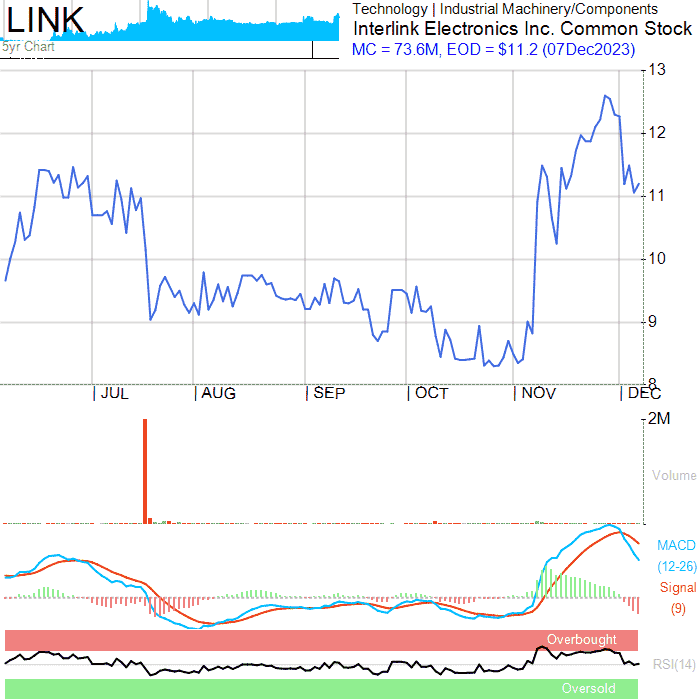 LINK
5yr Chart
Technology | Industrial Machinery/Components
Interlink Electronics Inc. Common Stock
MC = 73.6M, EOD = $11.2 (07Dec2023)
13
12
11
10
9
8
JUL AUG SEP OCT NOV DEC
2M
Volume
MACD
(12-26)
Signal
(9)
Overbought
RSI(14)
Oversold